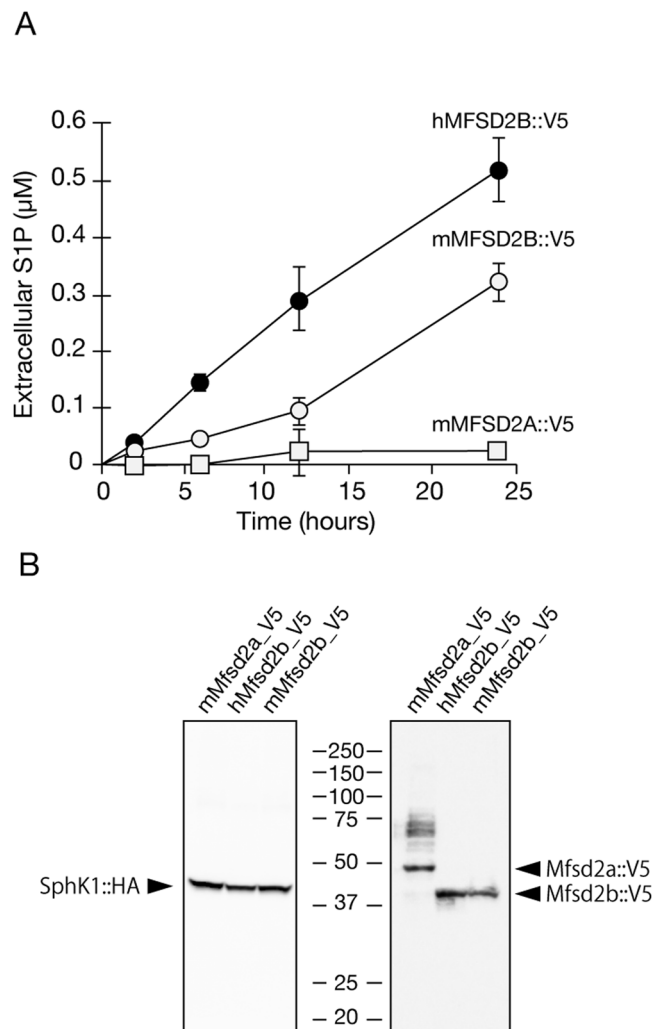 A
0.6
0.5
0.4
0.3
0.2
0.1
0
Extracellular S1P (µM)
hMFSD2B::V5
mMFSD2B::V5
mMFSD2A::V5
0 5 10 15 20 25
Time (hours)
B
mMfsd2a_V5
hMfsd2b_V5
mMfsd2b_V5
mMfsd2a_V5
hMfsd2b_V5
mMfsd2b_V5
–250–
–150–
–100–
– 75 –
– 50 –
– 37 –
– 25 –
– 20 –
SphK1::HA
Mfsd2a::V5
Mfsd2b::V5